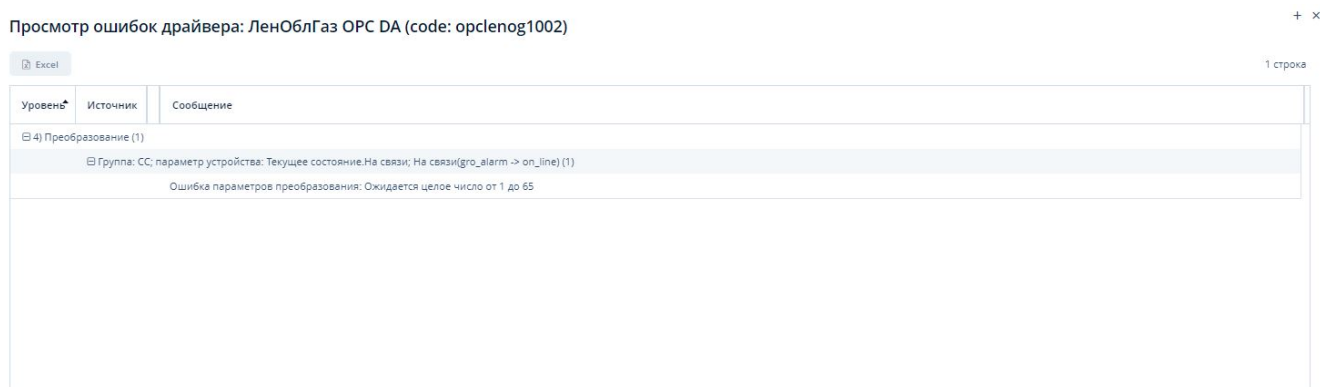 + ×
Просмотр ошибок драйвера: ЛенОблГаз OPC DA (code: opclenog1002)
Excel
1 строка
Уровень Источник Сообщение
4) Преобразование (1)
Группа: СС; параметр устройства: Текущее состояние.На связи; На связи(gro_alarm -> on_line) (1)
Ошибка параметров преобразования: Ожидается целое число от 1 до 65